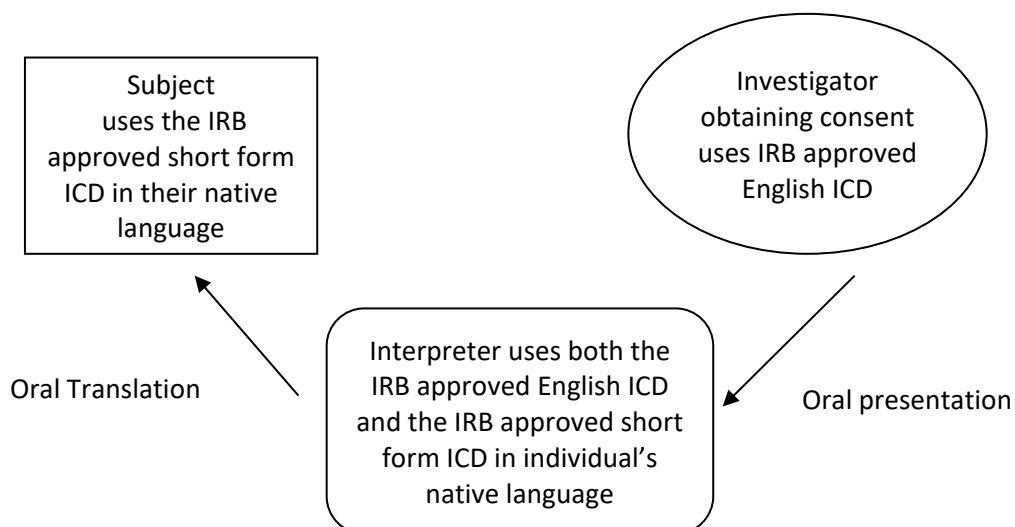 Subject
uses the IRB
approved short form
ICD in their native
language
Investigator
obtaining consent
uses IRB approved
English ICD
Interpreter uses both the
IRB approved English ICD
and the IRB approved short
form ICD in individual’s
native language
Oral Translation
Oral presentation